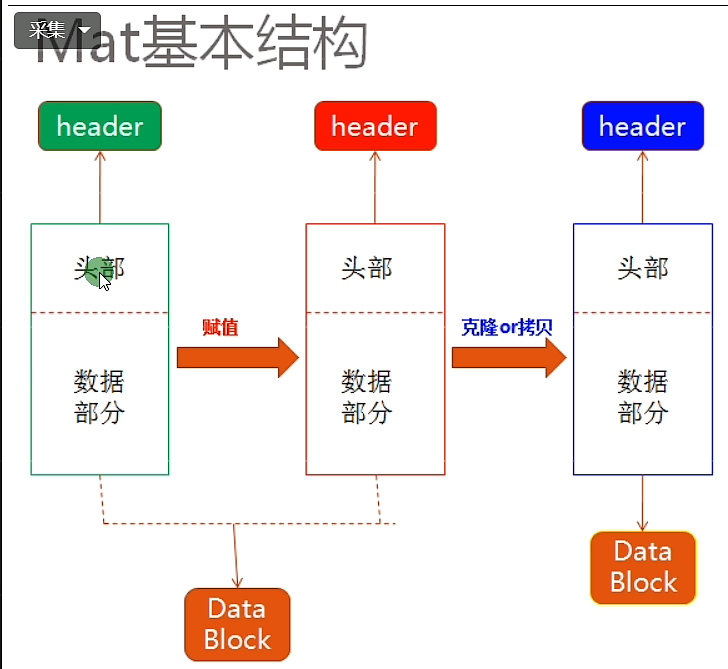 采集
Mat基本结构
header
header
header
头部
头部
头部
赋值
克隆or拷贝
数据
部分
数据
部分
数据
部分
Data
Block
Data
Block